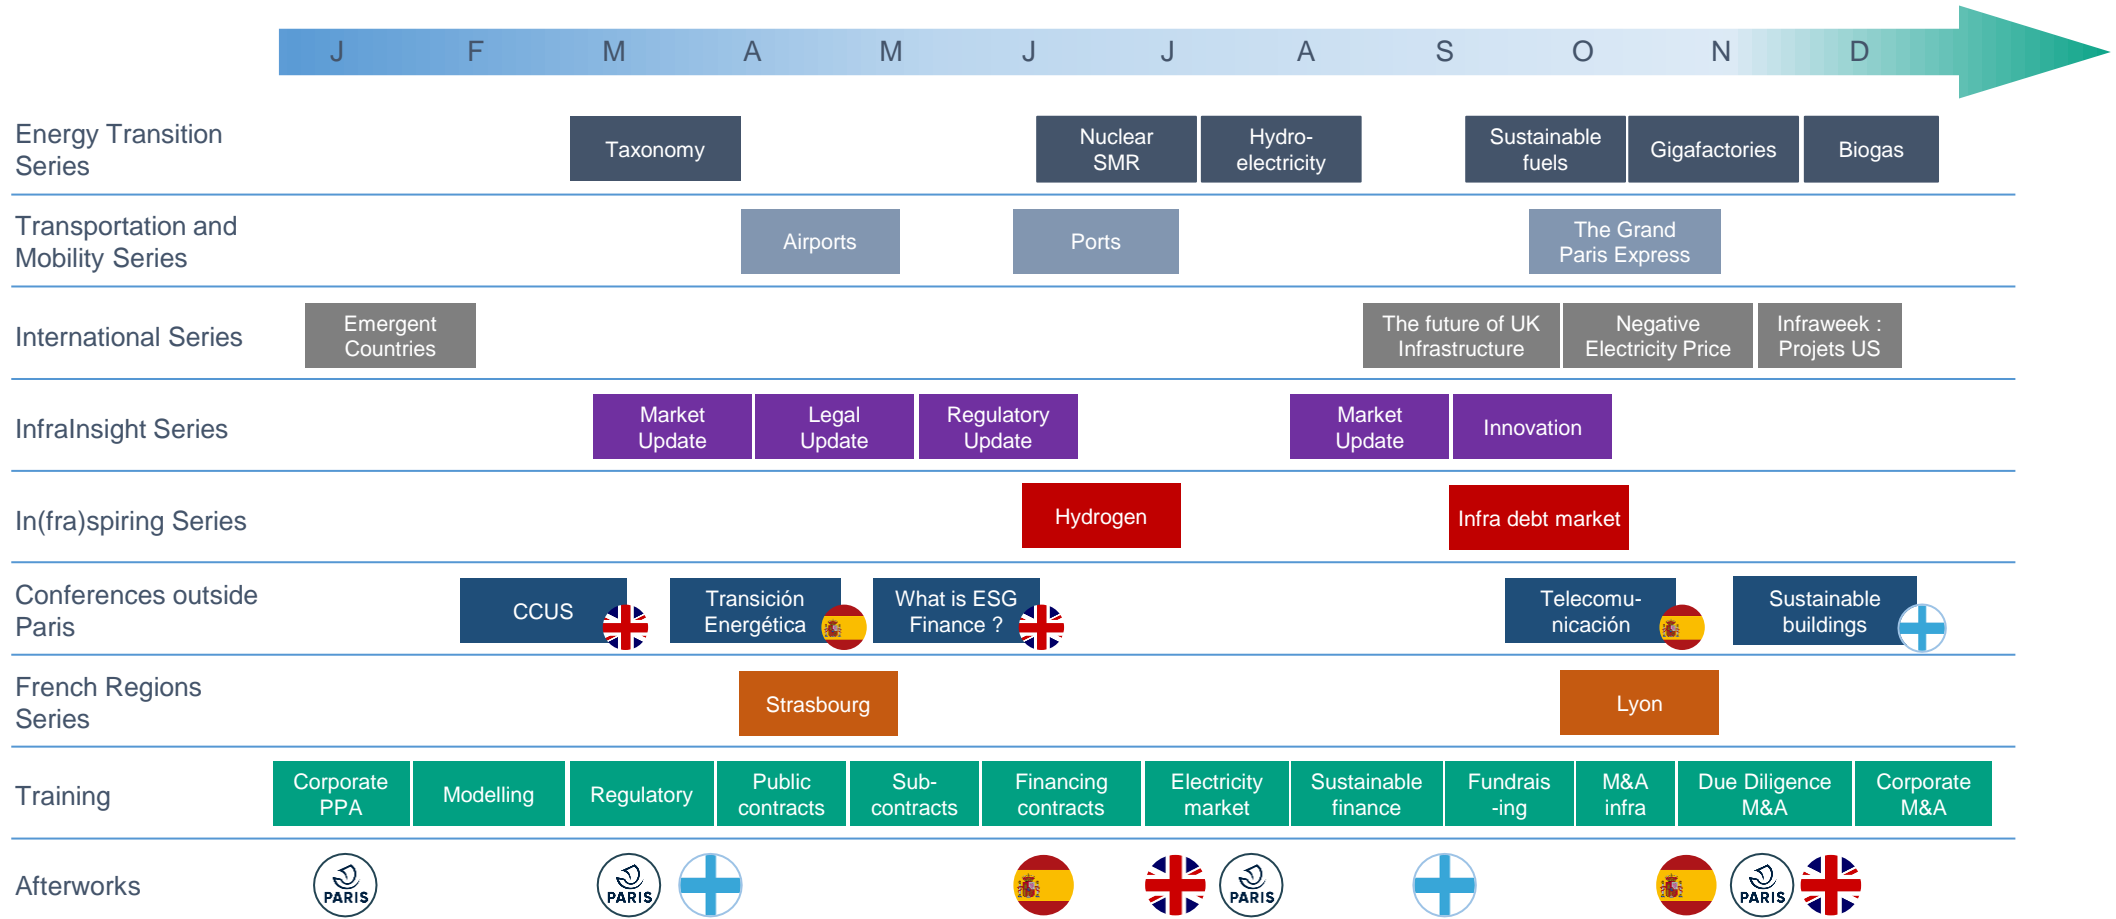 J F M A M J J A S O N D
Energy Transition
Series
Taxonomy
Nuclear
SMR
Hydro-
electricity
Sustainable
fuels
Gigafactories
Biogas
Transportation and
Mobility Series
Airports
Ports
The Grand
Paris Express
International Series
Emergent
Countries
The future of UK
Infrastructure
Negative
Electricity Price
Infraweek :
Projets US
InfraInsight Series
Market
Update
Legal
Update
Regulatory
Update
Market
Update
Innovation
In(fra)spiring Series
Hydrogen
Infra debt market
Conferences outside
Paris
CCUS
Transición
Energética
What is ESG
Finance ?
Telecomu-
nicación
Sustainable
buildings
French Regions
Series
Strasbourg
Lyon
Training
Corporate
PPA
Modelling
Regulatory
Public
contracts
Sub-
contracts
Financing
contracts
Electricity
market
Sustainable
finance
Fundrais
-ing
M&A
infra
Due Diligence
M&A
Corporate
M&A
Afterworks
PARIS
PARIS
PARIS
PARIS